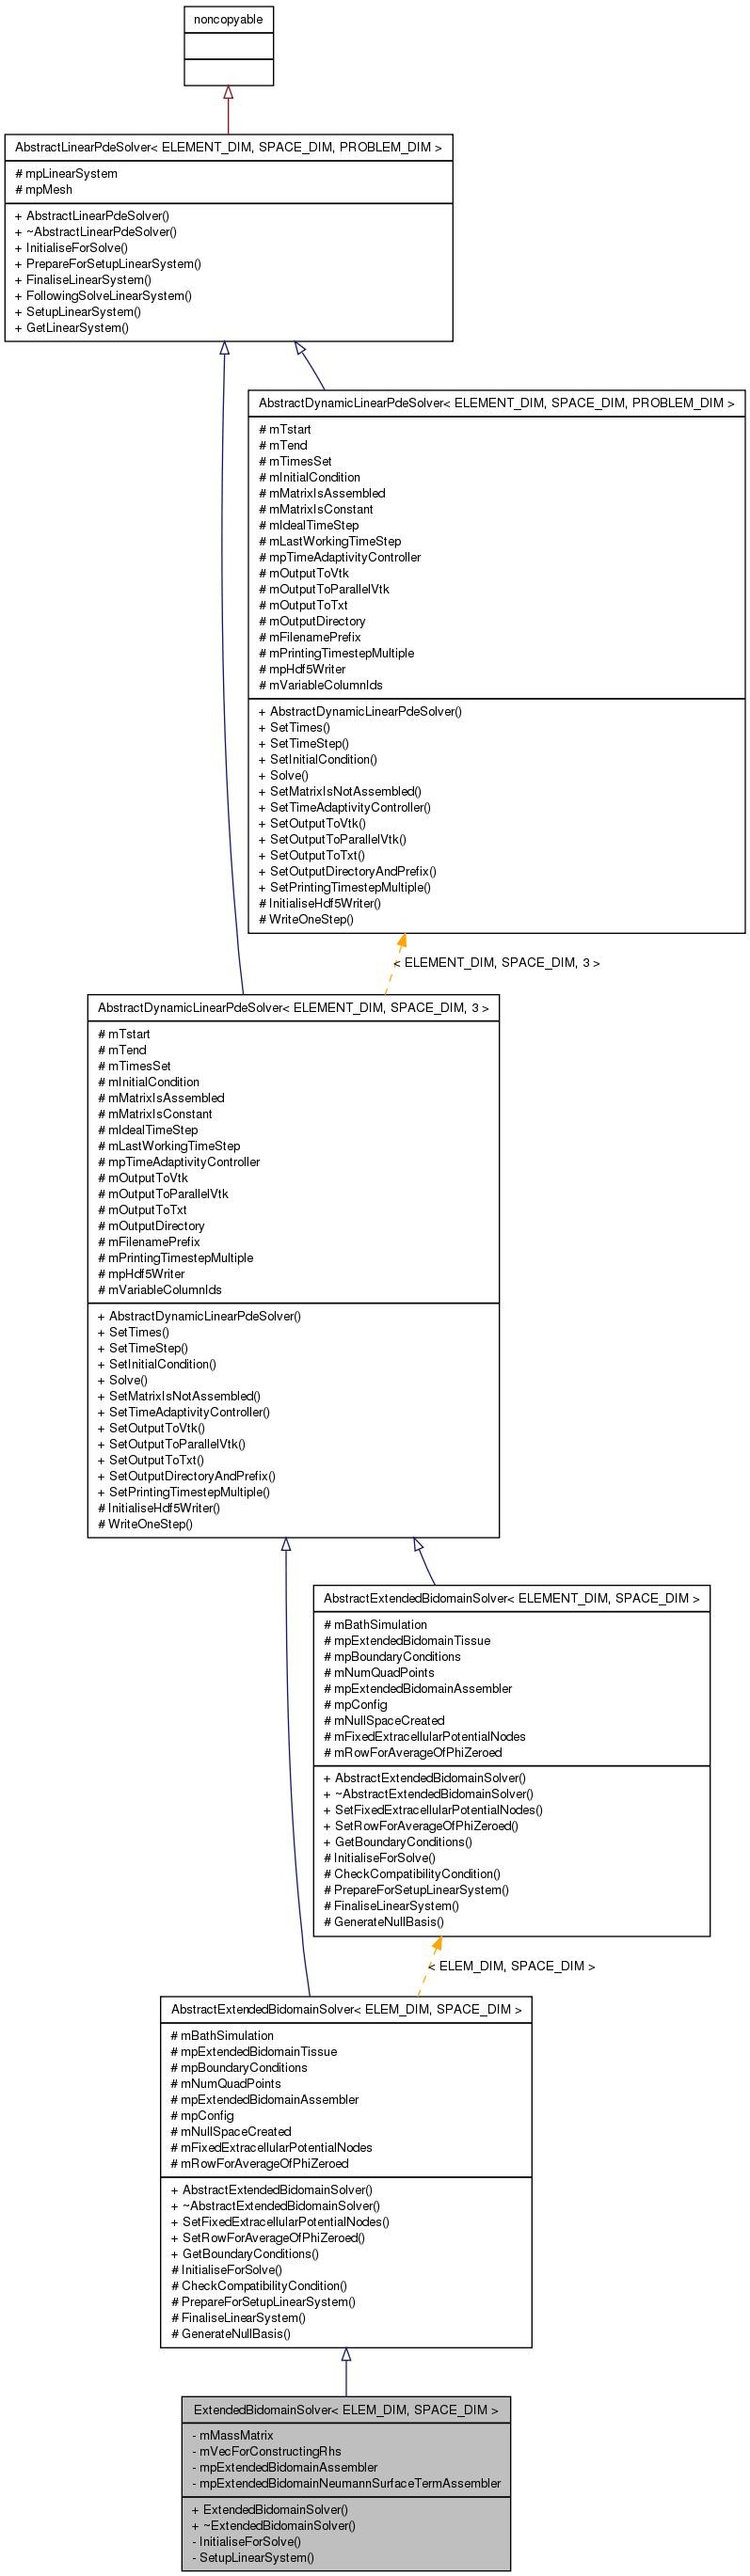 noncopyable
AbstractLinearPdeSolver< ELEMENT_DIM, SPACE_DIM, PROBLEM_DIM >
# mpLinearSystem
# mpMesh
+ AbstractLinearPdeSolver()
+ ~AbstractLinearPdeSolver()
+ InitialiseForSolve()
+ PrepareForSetupLinearSystem()
+ FinaliseLinearSystem()
+ FollowingSolveLinearSystem()
+ SetupLinearSystem()
+ GetLinearSystem()
AbstractDynamicLinearPdeSolver< ELEMENT_DIM, SPACE_DIM, PROBLEM_DIM >
# mTstart
# mTend
# mTimesSet
# mInitialCondition
# mMatrixIsAssembled
# mMatrixIsConstant
# mIdealTimeStep
# mLastWorkingTimeStep
# mpTimeAdaptivityController
# mOutputToVtk
# mOutputToParallelVtk
# mOutputToTxt
# mOutputDirectory
# mFilenamePrefix
# mPrintingTimestepMultiple
# mpHdf5Writer
# mVariableColumnIds
+ AbstractDynamicLinearPdeSolver()
+ SetTimes()
+ SetTimeStep()
+ SetInitialCondition()
+ Solve()
+ SetMatrixIsNotAssembled()
+ SetTimeAdaptivityController()
+ SetOutputToVtk()
+ SetOutputToParallelVtk()
+ SetOutputToTxt()
+ SetOutputDirectoryAndPrefix()
+ SetPrintingTimestepMultiple()
# InitialiseHdf5Writer()
# WriteOneStep()
< ELEMENT_DIM, SPACE_DIM, 3 >
AbstractDynamicLinearPdeSolver< ELEMENT_DIM, SPACE_DIM, 3 >
# mTstart
# mTend
# mTimesSet
# mInitialCondition
# mMatrixIsAssembled
# mMatrixIsConstant
# mIdealTimeStep
# mLastWorkingTimeStep
# mpTimeAdaptivityController
# mOutputToVtk
# mOutputToParallelVtk
# mOutputToTxt
# mOutputDirectory
# mFilenamePrefix
# mPrintingTimestepMultiple
# mpHdf5Writer
# mVariableColumnIds
+ AbstractDynamicLinearPdeSolver()
+ SetTimes()
+ SetTimeStep()
+ SetInitialCondition()
+ Solve()
+ SetMatrixIsNotAssembled()
+ SetTimeAdaptivityController()
+ SetOutputToVtk()
+ SetOutputToParallelVtk()
+ SetOutputToTxt()
+ SetOutputDirectoryAndPrefix()
+ SetPrintingTimestepMultiple()
# InitialiseHdf5Writer()
# WriteOneStep()
AbstractExtendedBidomainSolver< ELEMENT_DIM, SPACE_DIM >
# mBathSimulation
# mpExtendedBidomainTissue
# mpBoundaryConditions
# mNumQuadPoints
# mpExtendedBidomainAssembler
# mpConfig
# mNullSpaceCreated
# mFixedExtracellularPotentialNodes
# mRowForAverageOfPhiZeroed
+ AbstractExtendedBidomainSolver()
+ ~AbstractExtendedBidomainSolver()
+ SetFixedExtracellularPotentialNodes()
+ SetRowForAverageOfPhiZeroed()
+ GetBoundaryConditions()
# InitialiseForSolve()
# CheckCompatibilityCondition()
# PrepareForSetupLinearSystem()
# FinaliseLinearSystem()
# GenerateNullBasis()
< ELEM_DIM, SPACE_DIM >
AbstractExtendedBidomainSolver< ELEM_DIM, SPACE_DIM >
# mBathSimulation
# mpExtendedBidomainTissue
# mpBoundaryConditions
# mNumQuadPoints
# mpExtendedBidomainAssembler
# mpConfig
# mNullSpaceCreated
# mFixedExtracellularPotentialNodes
# mRowForAverageOfPhiZeroed
+ AbstractExtendedBidomainSolver()
+ ~AbstractExtendedBidomainSolver()
+ SetFixedExtracellularPotentialNodes()
+ SetRowForAverageOfPhiZeroed()
+ GetBoundaryConditions()
# InitialiseForSolve()
# CheckCompatibilityCondition()
# PrepareForSetupLinearSystem()
# FinaliseLinearSystem()
# GenerateNullBasis()
ExtendedBidomainSolver< ELEM_DIM, SPACE_DIM >
- mMassMatrix
- mVecForConstructingRhs
- mpExtendedBidomainAssembler
- mpExtendedBidomainNeumannSurfaceTermAssembler
+ ExtendedBidomainSolver()
+ ~ExtendedBidomainSolver()
- InitialiseForSolve()
- SetupLinearSystem()